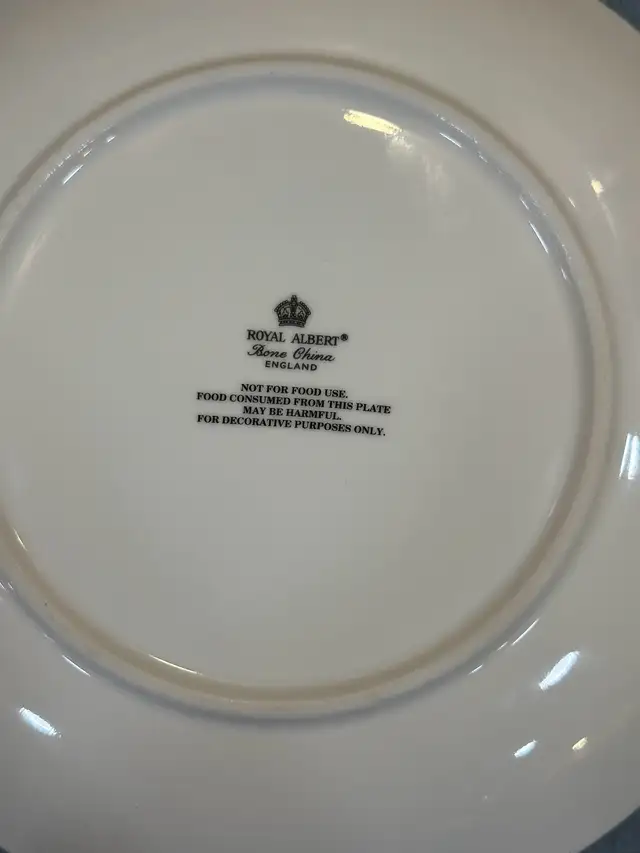 ROYAL ALBERT®
Bone China
ENGLAND
NOT FOR FOOD USE.
FOOD CONSUMED FROM THIS PLATE
MAY BE HARMFUL.
FOR DECORATIVE PURPOSES ONLY.